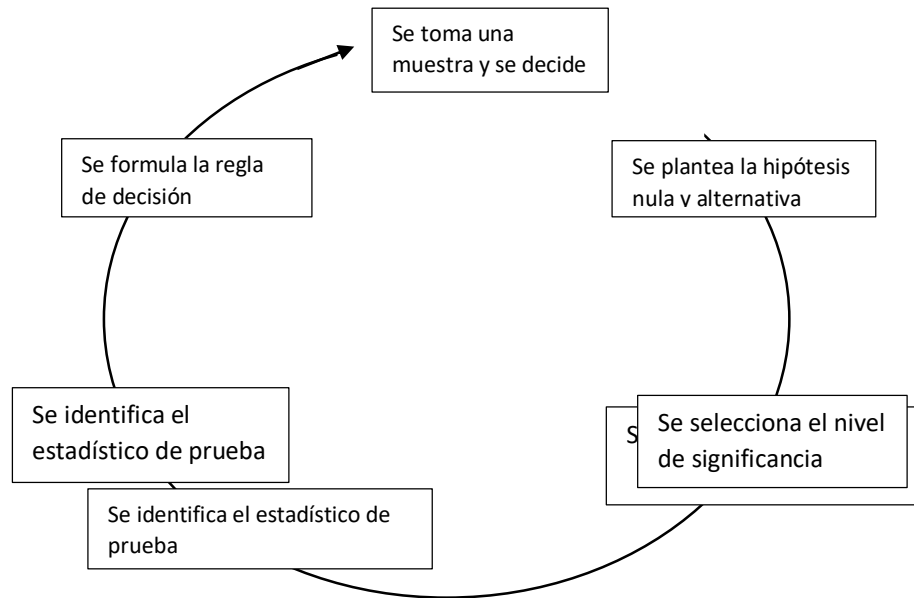 Se toma una
muestra y se decide
Se formula la regla
de decisión
Se plantea la hipótesis
nula y alternativa
Se identifica el
estadístico de prueba
S
Se selecciona el nivel
de significancia
Se identifica el estadístico de
prueba